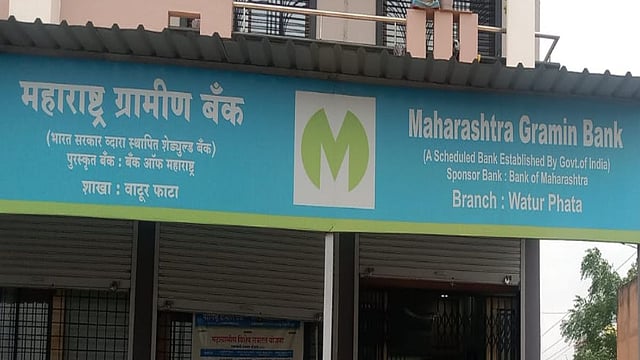 महाराष्ट्र ग्रामीण बँक
(भारत सरकार व्दारा स्थापित शेड्युल्ड बँक)
पुरस्कृत बँक : बँक ऑफ महाराष्ट्र
शाखा : वाटूर फाटा
M
Maharashtra Gramin Bank
(A Scheduled Bank Established By Govt.of India)
Sponsor Bank : Bank of Maharashtra
Branch : Watur Phata